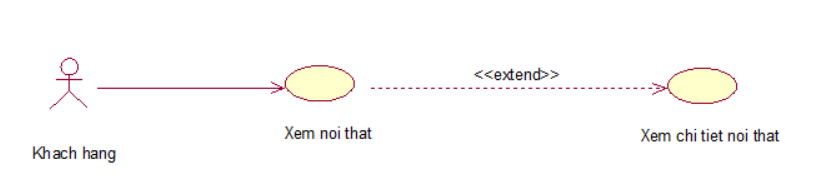 <<extend>>
Xem noi that
Xem chi tiet noi that
Khach hang